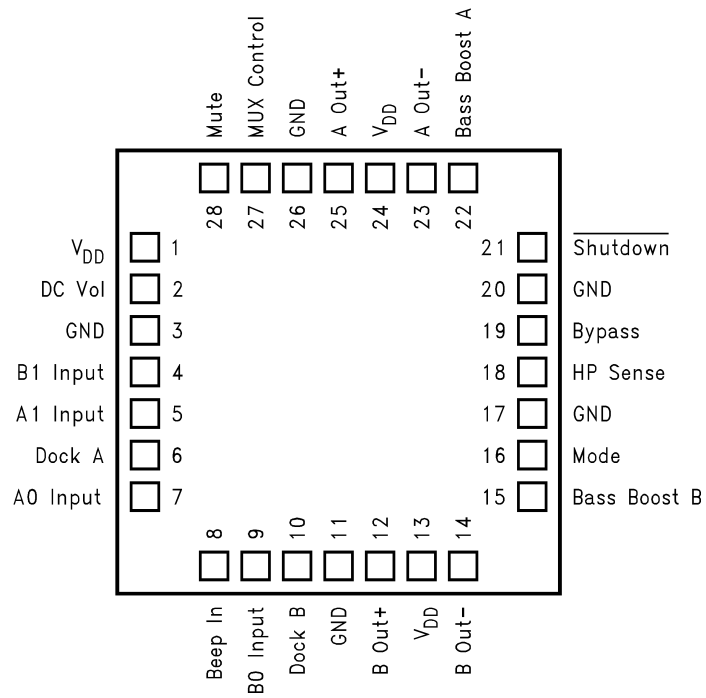 Mute
MUX Control
GND
A Out+
VDD
A Out-
Bass Boost A
28
27
26
25
24
23
22
VDD 1
DC Vol 2
GND 3
B1 Input 4
A1 Input 5
Dock A 6
A0 Input 7
21 Shutdown
20 GND
19 Bypass
18 HP Sense
17 GND
16 Mode
15 Bass Boost B
8
9
10
11
12
13
14
Beep In
B0 Input
Dock B
GND
B Out+
VDD
B Out-